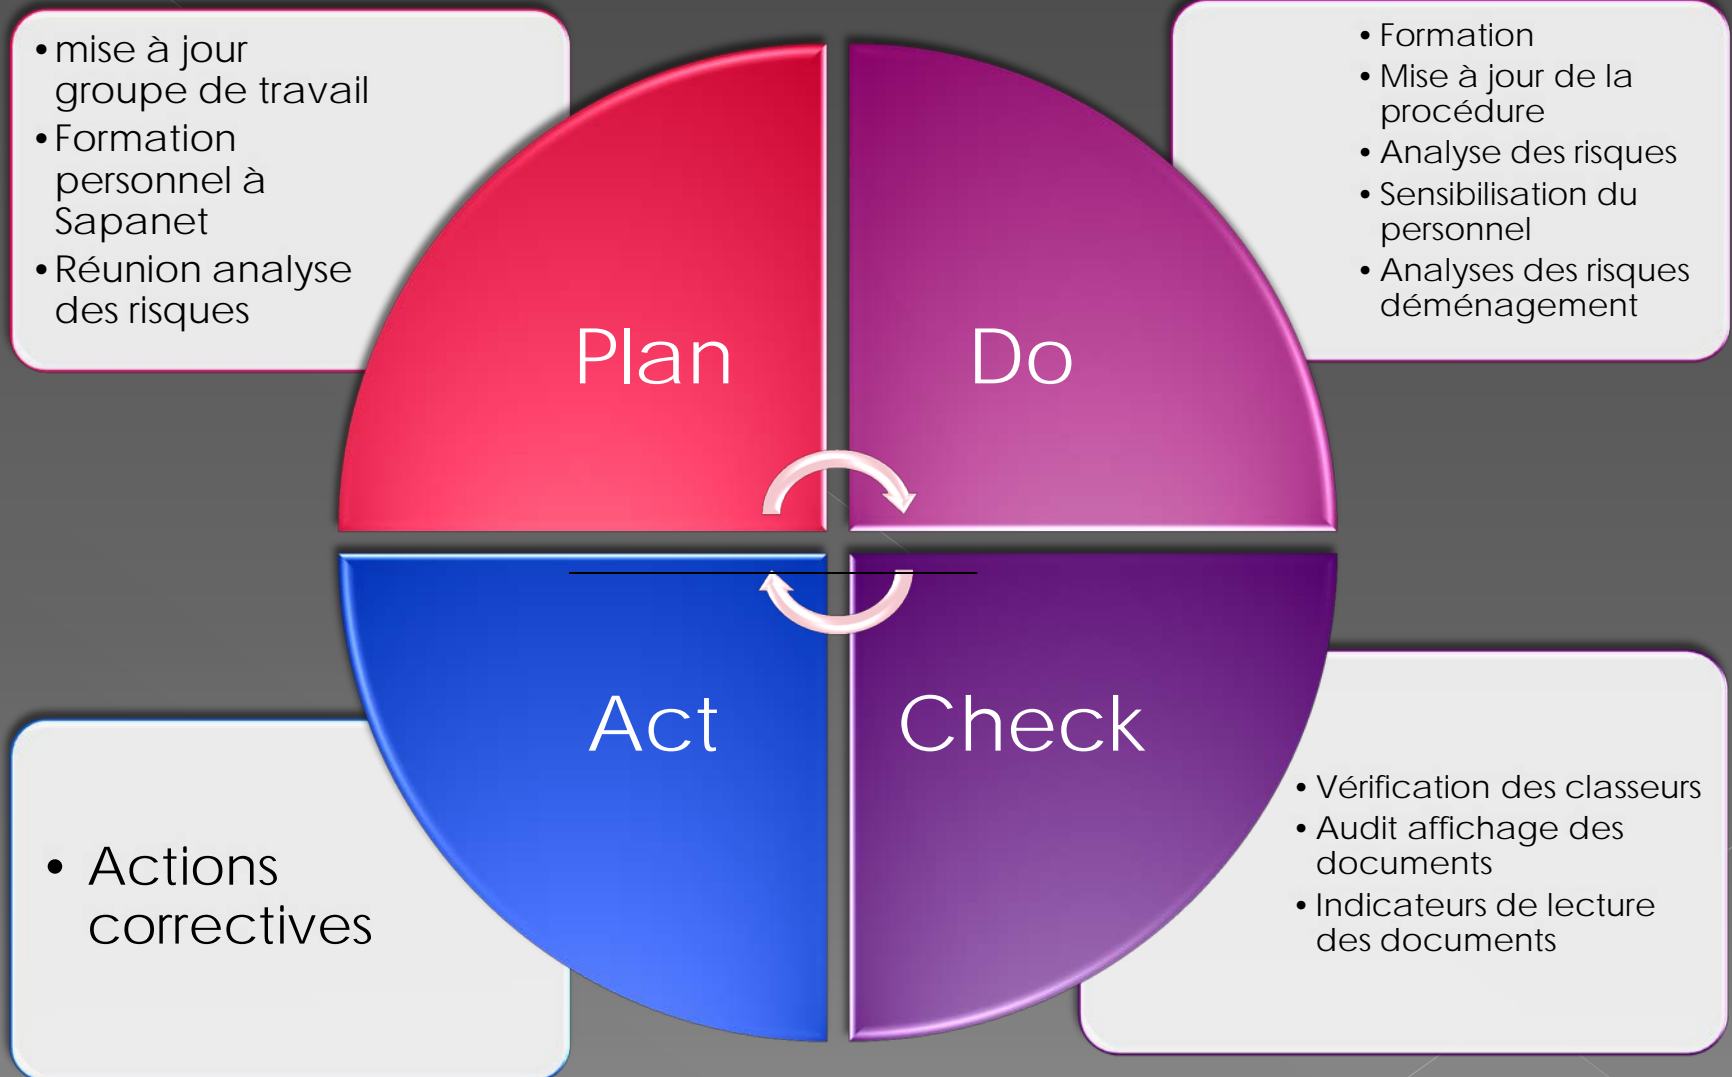 • mise à jour
groupe de travail
• Formation
personnel à
Sapanet
• Réunion analyse
des risques
• Formation
• Mise à jour de la
procédure
• Analyse des risques
• Sensibilisation du
personnel
• Analyses des risques
déménagement
Plan
Do
Act
Check
• Actions
correctives
• Vérification des classeurs
• Audit affichage des
documents
• Indicateurs de lecture
des documents